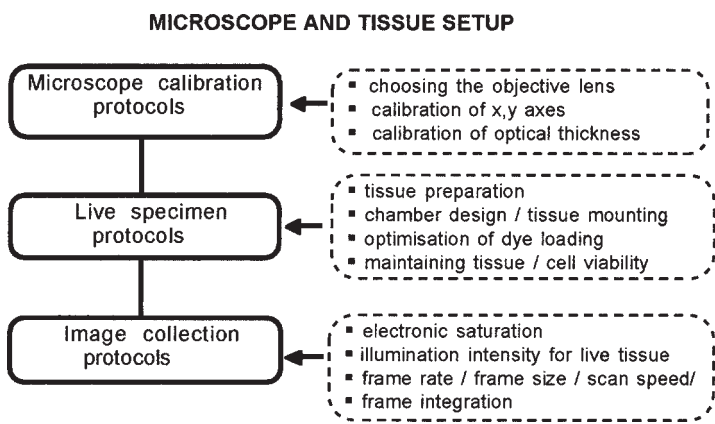 MICROSCOPE AND TISSUE SETUP
Microscope calibration
protocols
▪ choosing the objective lens
▪ calibration of x,y axes
▪ calibration of optical thickness
Live specimen
protocols
▪ tissue preparation
▪ chamber design / tissue mounting
▪ optimisation of dye loading
▪ maintaining tissue / cell viability
Image collection
protocols
▪ electronic saturation
▪ illumination intensity for live tissue
▪ frame rate / frame size / scan speed/
▪ frame integration